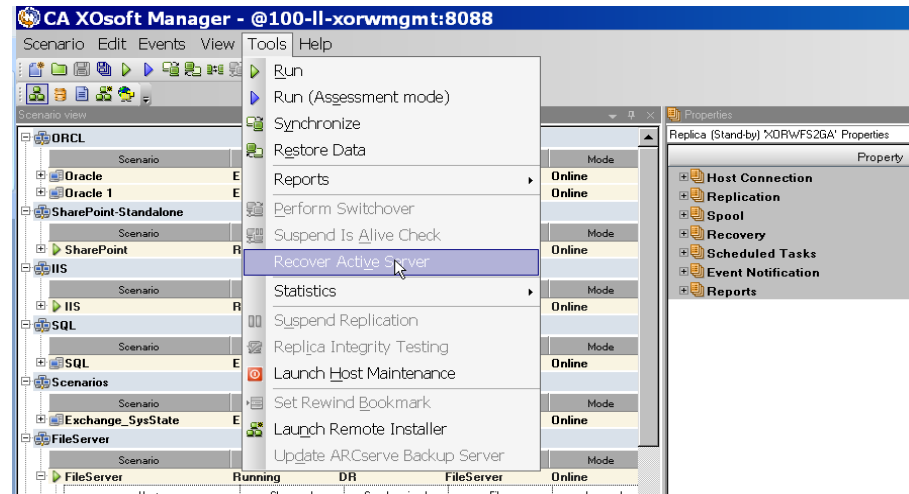 CA XOsoft Manager - @100-ll-xorwmgmt:8088
Scenario Edit Events View Tools Help
Scenario view
ORCL
Scenario Mode
Oracle E Online
Oracle 1 E Online
SharePoint-Standalone
Scenario Mode
SharePoint R Online
IIS
Scenario Mode
IIS R Online
SQL
Scenario Mode
SQL E Online
Scenarios
Scenario Mode
Exchange_SysState E Online
FileServer
Scenario Mode
FileServer Running DR FileServer Online
Run
Run (Assessment mode)
Synchronize
Restore Data
Reports
Perform Switchover
Suspend Is Alive Check
Recover Active Server
Statistics
Suspend Replication
Replica Integrity Testing
Launch Host Maintenance
Set Rewind Bookmark
Launch Remote Installer
Update ARCserve Backup Server
Properties
Replica (Stand-by) 'XORWFS2GA' Properties
Property
Host Connection
Replication
Spool
Recovery
Scheduled Tasks
Event Notification
Reports